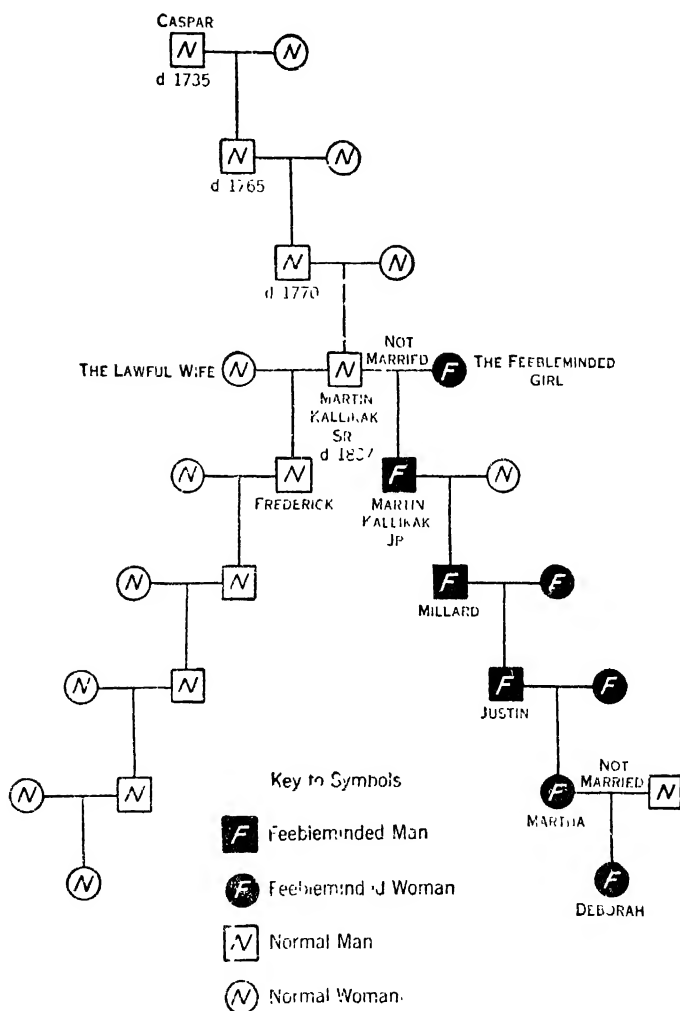 CASPAR
N
N
d 1735
N
N
d 1765
N
N
d 1770
THE LAWFUL WIFE
N
N
NOT
MARRIED
F
THE FEEBLEMINDED
GIRL
MARTIN
KALLIKAK
SR
N
N
FREDERICK
F
MARTIN
KALLIKAK
JR
N
N
N
F
MILLARD
F
N
N
F
JUSTIN
F
N
N
F
MARTHA
NOT
MARRIED
N
N
F
DEBORAH
Key to Symbols
F Feebleminded Man
F Feebleminded Woman
N Normal Man
N Normal Woman